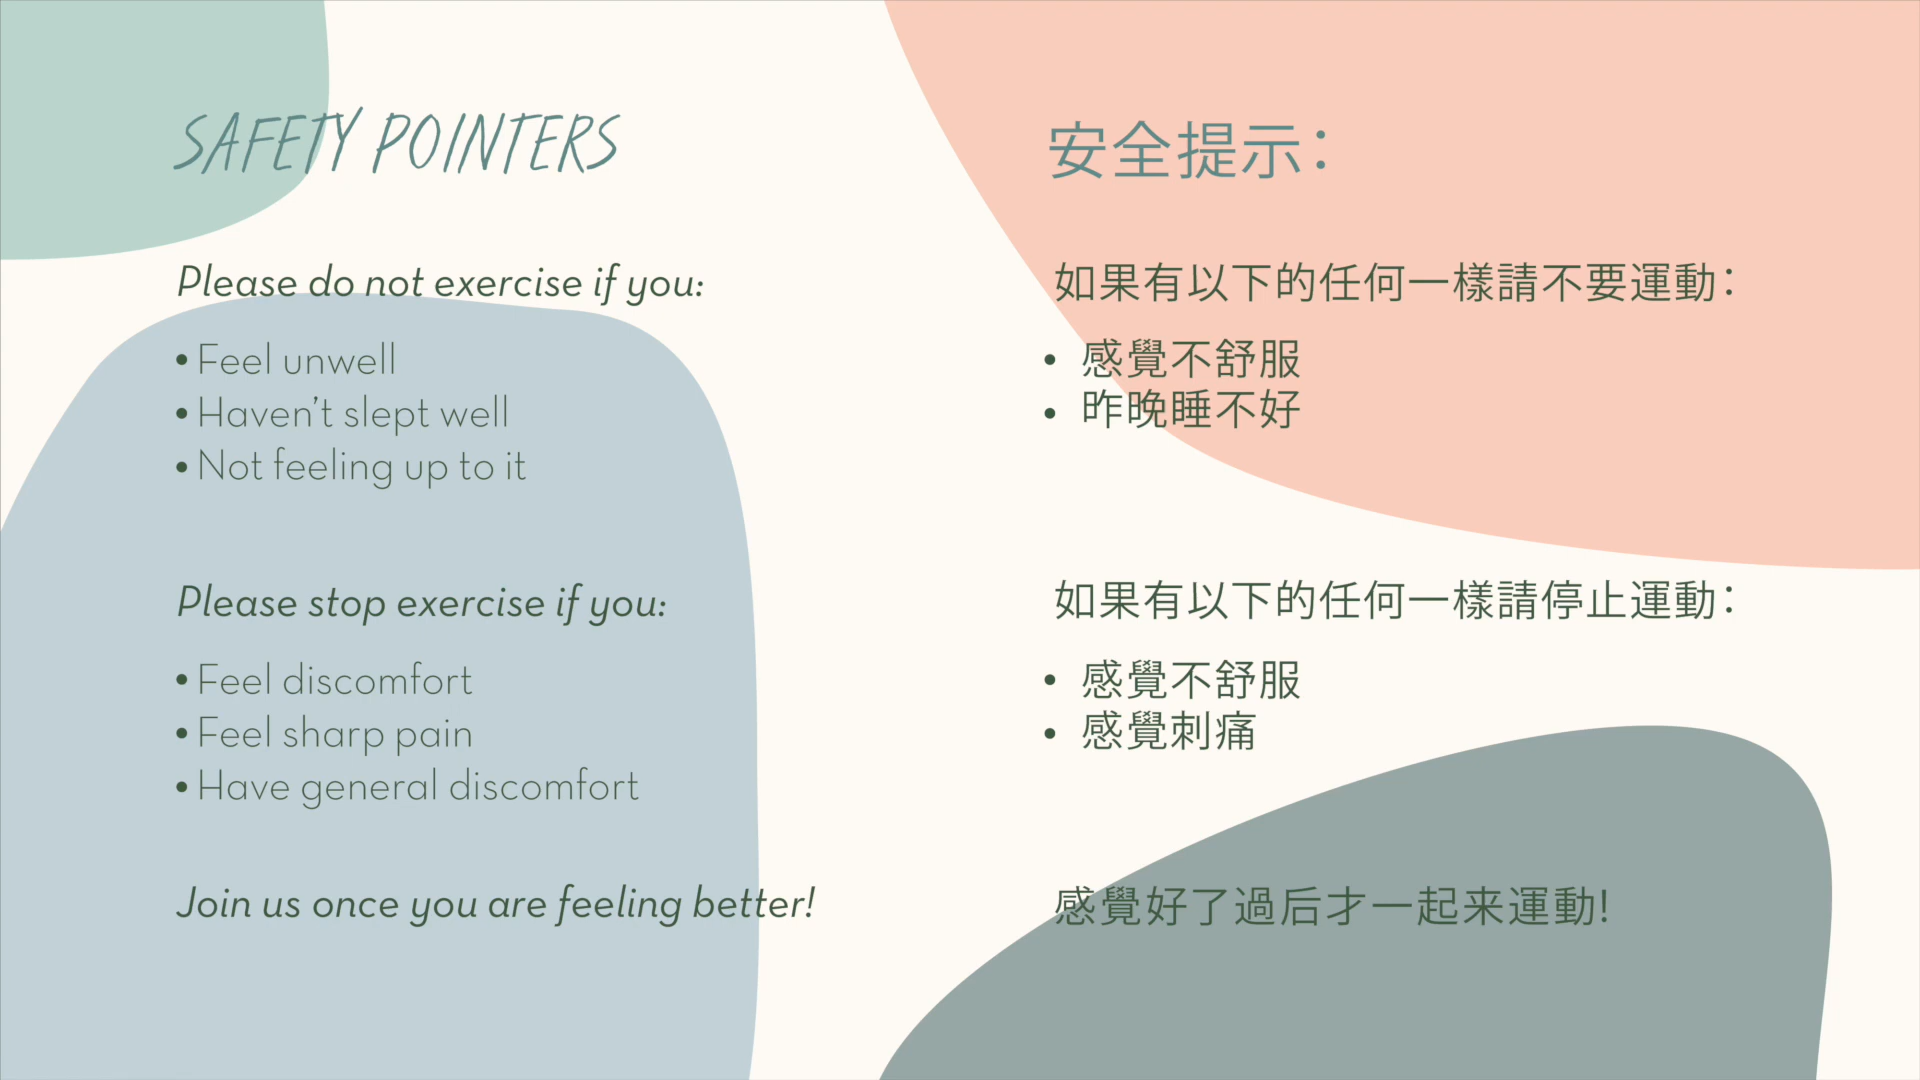 SAFETY POINTERS
Please do not exercise if you:
• Feel unwell
• Haven't slept well
• Not feeling up to it
Please stop exercise if you:
• Feel discomfort
• Feel sharp pain
• Have general discomfort
Join us once you are feeling better!
安全提示：
如果有以下的任何一樣請不要運動：
• 感覺不舒服
• 昨晚睡不好
如果有以下的任何一樣請停止運動：
• 感覺不舒服
• 感覺刺痛
感覺好了過后才一起来運動!